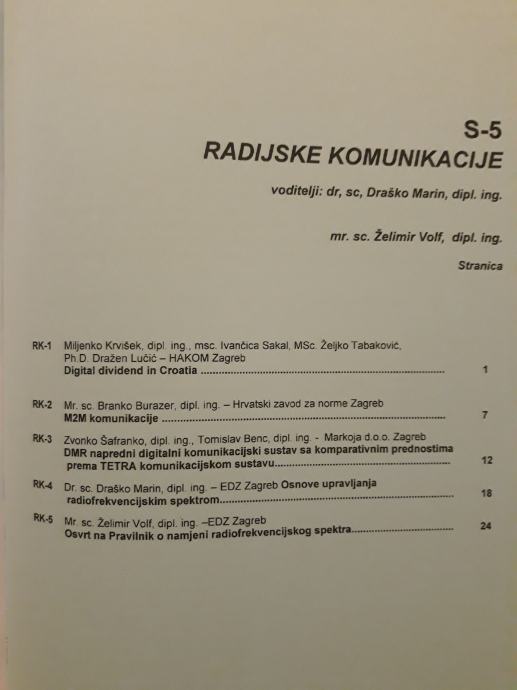 S-5
RADIJSKE KOMUNIKACIJE
voditelji: dr, sc, Draško Marin, dipl. ing.
mr. sc. Želimir Volf, dipl. ing.
Stranica
RK-1 Miljenko Krvišek, dipl. ing., msc. Ivančica Sakal, MSc. Željko Tabaković,
Ph.D. Dražen Lučić – HAKOM Zagreb
Digital dividend in Croatia ........................................................ 1
RK-2 Mr. sc. Branko Burazer, dipl. ing. – Hrvatski zavod za norme Zagreb
M2M komunikacije ................................................................ 7
RK-3 Zvonko Šafranko, dipl. ing., Tomislav Benc, dipl. ing. - Markoja d.o.o. Zagreb
DMR napredni digitalni komunikacijski sustav sa komparativnim prednostima
prema TETRA komunikacijskom sustavu........................................ 12
RK-4 Dr. sc. Draško Marin, dipl. ing. – EDZ Zagreb Osnove upravljanja
radiofrekvencijskim spektrom..................................................... 18
RK-5 Mr. sc. Želimir Volf, dipl. ing. –EDZ Zagreb
Osvrt na Pravilnik o namjeni radiofrekvencijskog spektra........................ 24